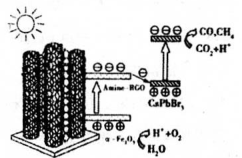 CO,CH₄
CO₂+H⁺
Amine-RGO
CsPbBr₃
α-Fe₂O₃
H⁺+O₂
H₂O